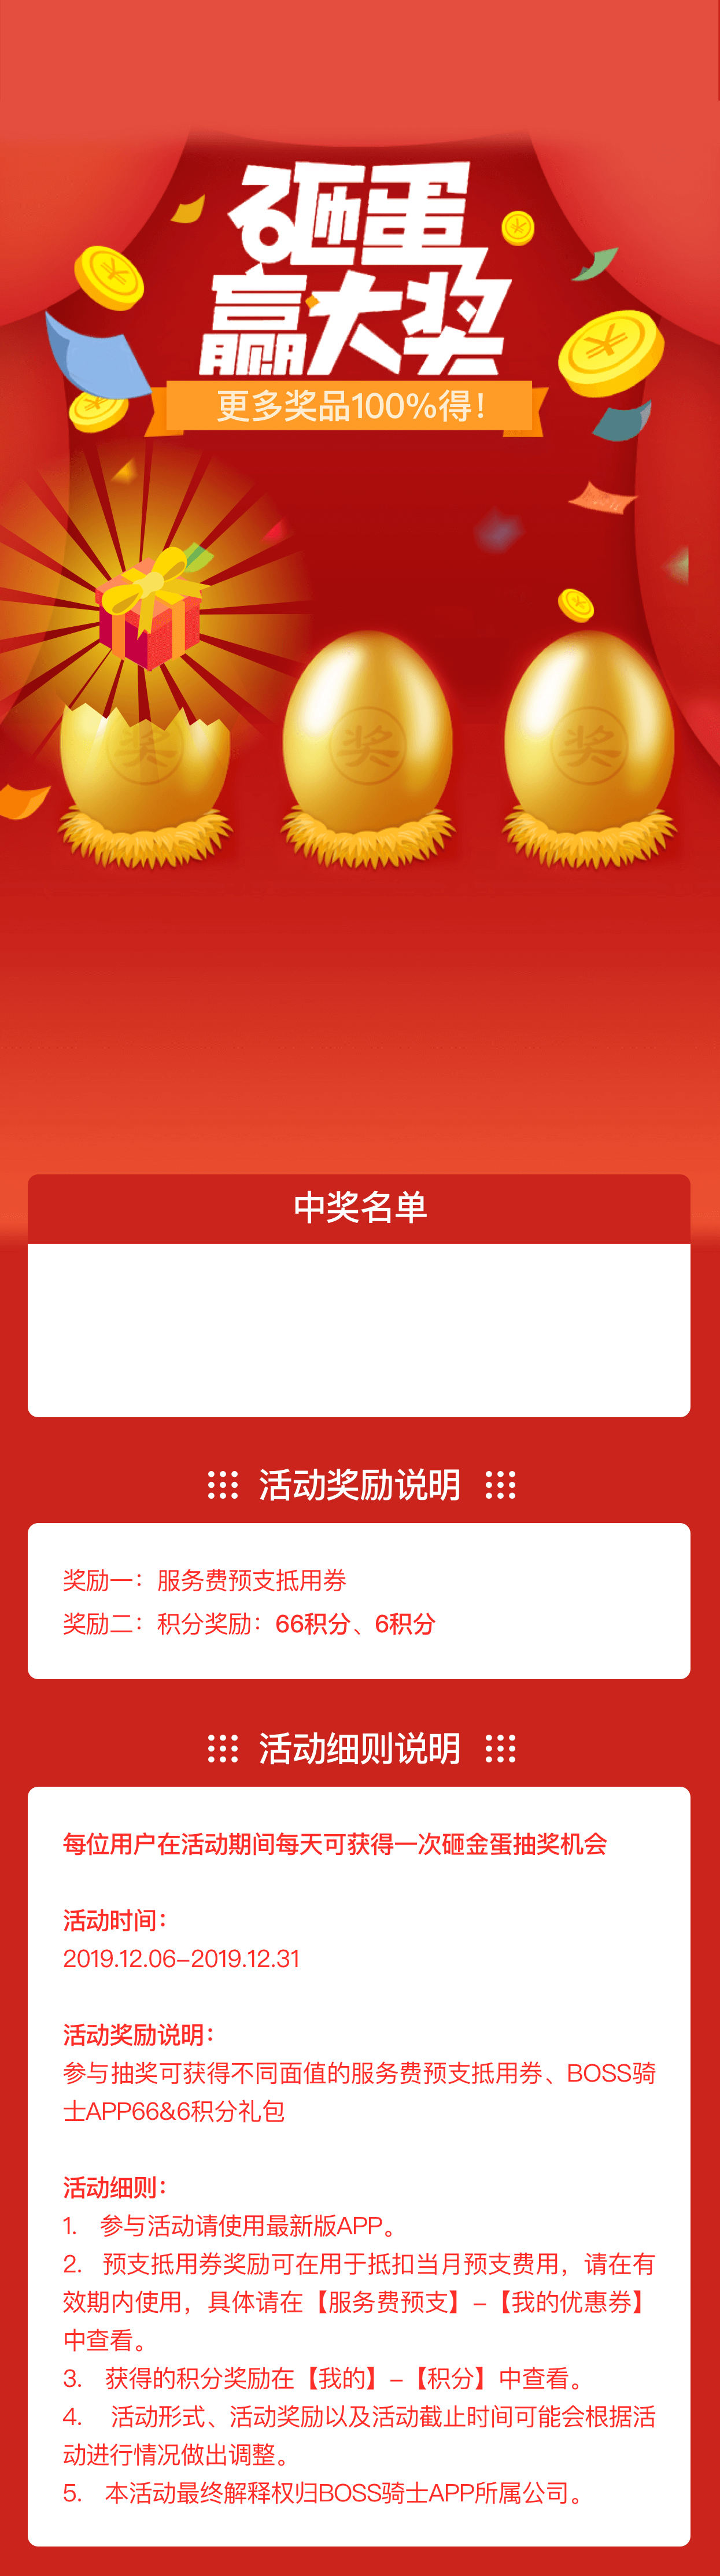 砸蛋
赢大奖
更多奖品100%得！
奖 奖 奖
中奖名单
活动奖励说明
奖励一：服务费预支抵用券
奖励二：积分奖励：66积分、6积分
活动细则说明
每位用户在活动期间每天可获得一次砸金蛋抽奖机会
活动时间：
2019.12.06-2019.12.31
活动奖励说明：
参与抽奖可获得不同面值的服务费预支抵用券、BOSS骑
士APP66&6积分礼包
活动细则：
1. 参与活动请使用最新版APP。
2. 预支抵用券奖励可在用于抵扣当月预支费用，请在有
效期内使用，具体请在【服务费预支】-【我的优惠券】
中查看。
3. 获得的积分奖励在【我的】-【积分】中查看。
4. 活动形式、活动奖励以及活动截止时间可能会根据活
动进行情况做出调整。
5. 本活动最终解释权归BOSS骑士APP所属公司。